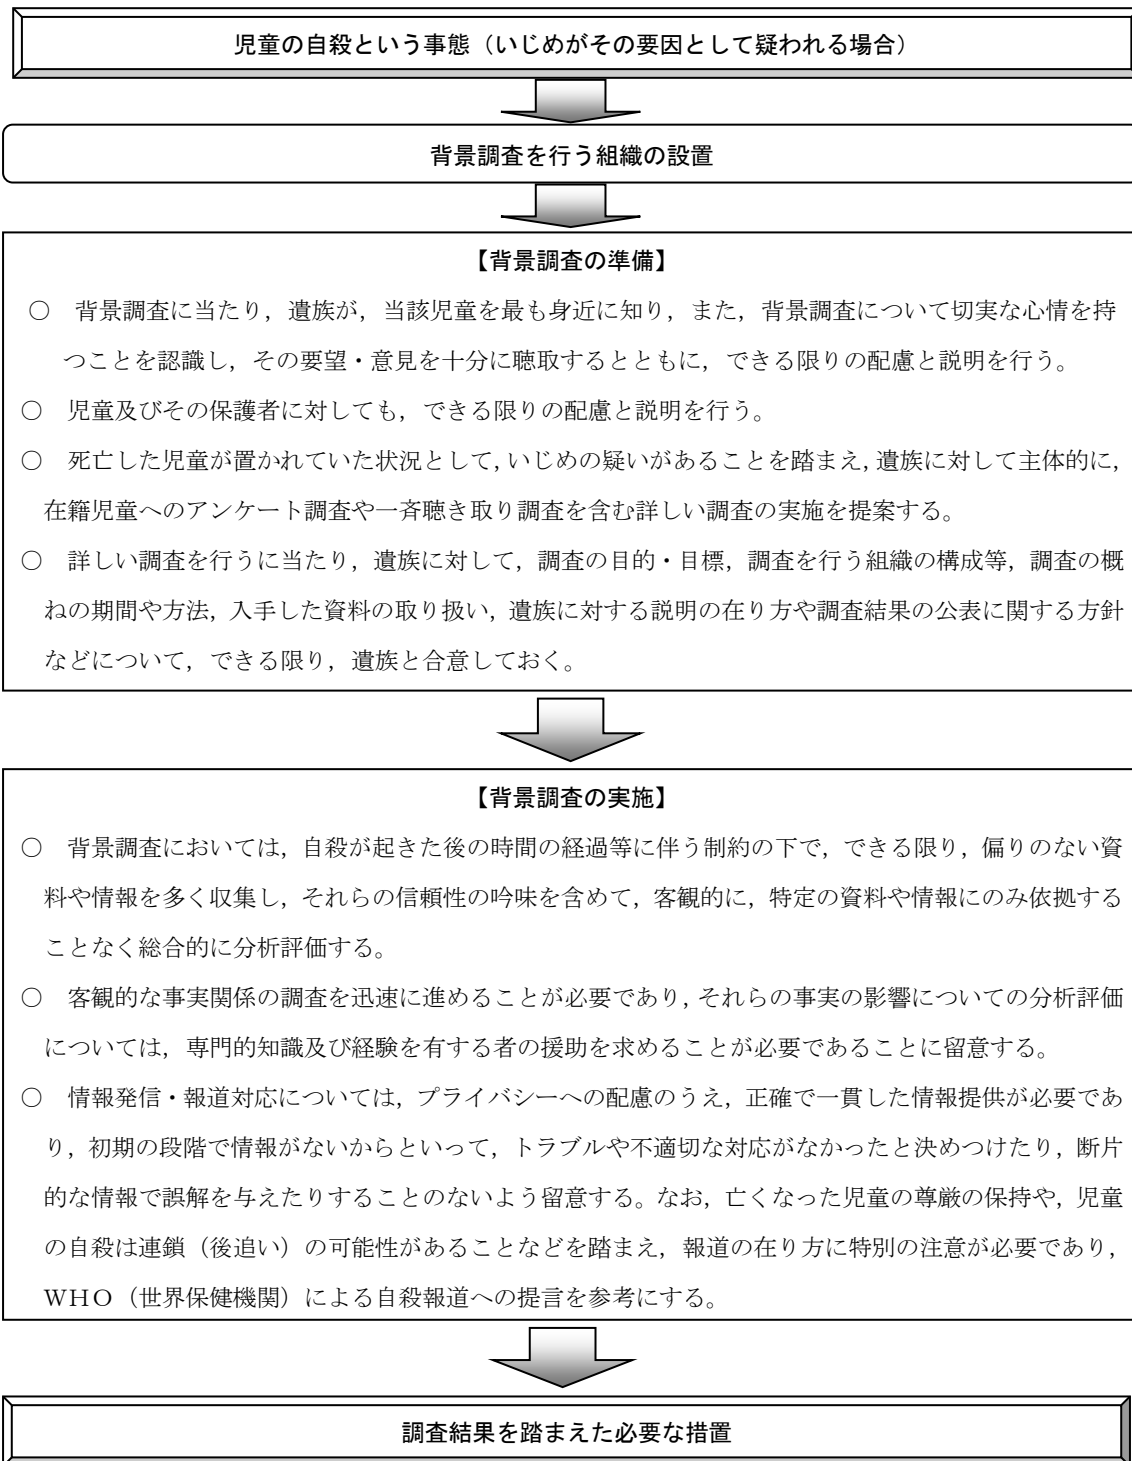 児童の自殺という事態（いじめがその要因として疑われる場合）
背景調査を行う組織の設置
【背景調査の準備】
○　背景調査に当たり，遺族が，当該児童を最も身近に知り，また，背景調査について切実な心情を持
つことを認識し，その要望・意見を十分に聴取するとともに，できる限りの配慮と説明を行う。
○　児童及びその保護者に対しても，できる限りの配慮と説明を行う。
○　死亡した児童が置かれていた状況として，いじめの疑いがあることを踏まえ，遺族に対して主体的に，
在籍児童へのアンケート調査や一斉聴き取り調査を含む詳しい調査の実施を提案する。
○　詳しい調査を行うに当たり，遺族に対して，調査の目的・目標，調査を行う組織の構成等，調査の概
ねの期間や方法，入手した資料の取り扱い，遺族に対する説明の在り方や調査結果の公表に関する方針
などについて，できる限り，遺族と合意しておく。
【背景調査の実施】
○　背景調査においては，自殺が起きた後の時間の経過等に伴う制約の下で，できる限り，偏りのない資
料や情報を多く収集し，それらの信頼性の吟味を含めて，客観的に，特定の資料や情報にのみ依拠する
ことなく総合的に分析評価する。
○　客観的な事実関係の調査を迅速に進めることが必要であり，それらの事実の影響についての分析評価
については，専門的知識及び経験を有する者の援助を求めることが必要であることに留意する。
○　情報発信・報道対応については，プライバシーへの配慮のうえ，正確で一貫した情報提供が必要であ
り，初期の段階で情報がないからといって，トラブルや不適切な対応がなかったと決めつけたり，断片
的な情報で誤解を与えたりすることのないよう留意する。なお，亡くなった児童の尊厳の保持や，児童
の自殺は連鎖（後追い）の可能性があることなどを踏まえ，報道の在り方に特別の注意が必要であり，
ＷＨＯ（世界保健機関）による自殺報道への提言を参考にする。
調査結果を踏まえた必要な措置